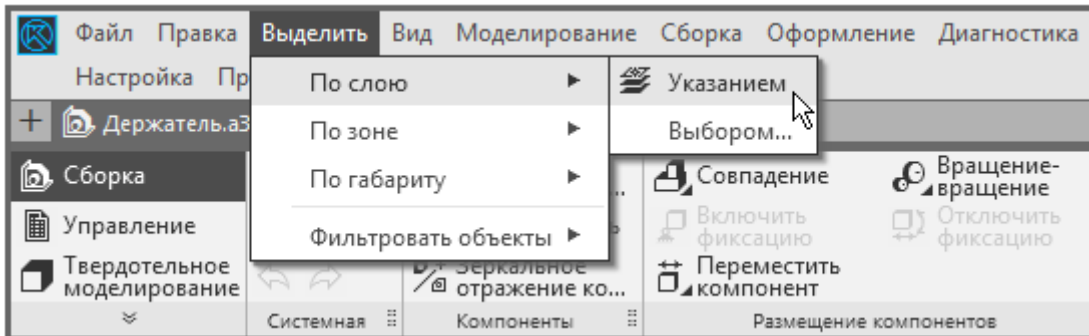 Файл Правка Выделить Вид Моделирование Сборка Оформление Диагностика
Настройка Пр
По слою Указанием
Держатель.a3
По зоне Выбором...
Сборка
По габариту
Совпадение
Вращение-
вращение
Управление
Фильтровать объекты
Включить
фиксацию
Отключить
фиксацию
Твердотельное
моделирование
Зеркальное
отражение ко...
Переместить
компонент
Системная Компоненты Размещение компонентов